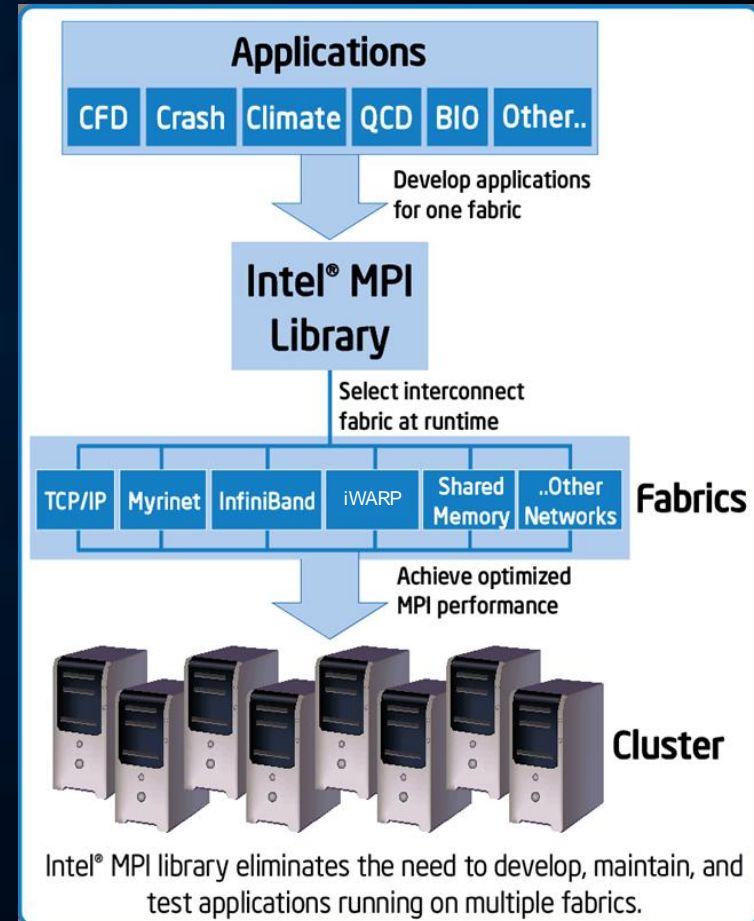 Applications
CFD Crash Climate QCD BIO Other..
Develop applications
for one fabric
Intel® MPI
Library
Select interconnect
fabric at runtime
TCP/IP Myrinet InfiniBand iWARP Shared Memory ..Other Networks
Fabrics
Achieve optimized
MPI performance
Cluster
Intel® MPI library eliminates the need to develop, maintain, and
test applications running on multiple fabrics.